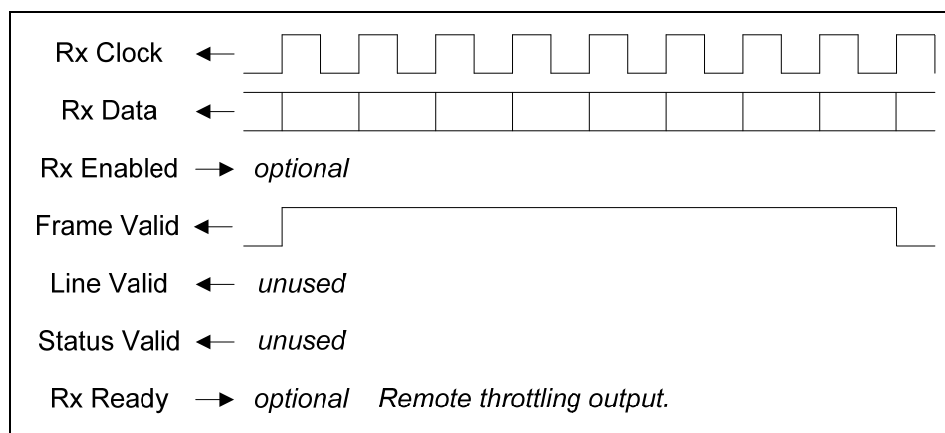 Rx Clock
Rx Data
Rx Enabled optional
Frame Valid
Line Valid unused
Status Valid unused
Rx Ready optional Remote throttling output.